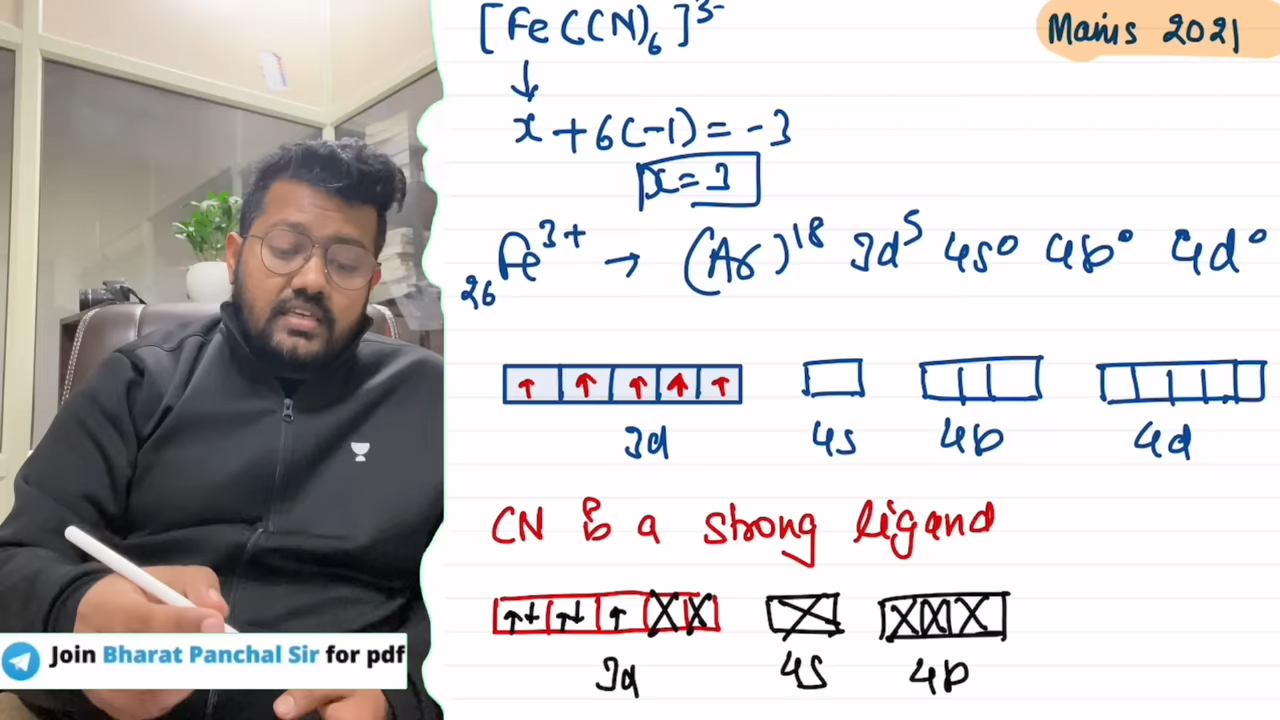 [Fe(CN)₆]³⁻
Mains 2021
↓
x + 6(-1) = -3
x = 3
₂₆Fe³⁺ → (Ar)¹⁸ 3d⁵ 4s⁰ 4p⁰ 4d⁰
↑ ↑ ↑ ↑ ↑
3d 4s 4p 4d
CN is a strong ligand
↑↓ ↑↓ ↑ X X X X X X
3d 4s 4p
Join Bharat Panchal Sir for pdf